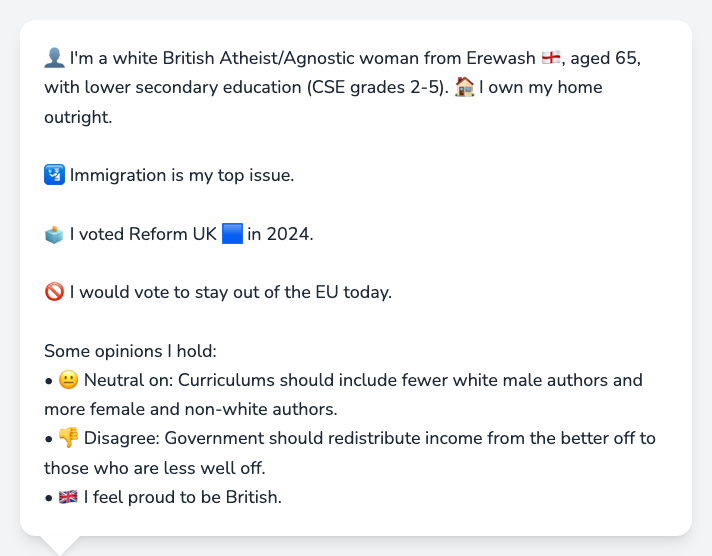 👤 I'm a white British Atheist/Agnostic woman from Erewash 🏴󠁧󠁢󠁥󠁮󠁧󠁿, aged 65,
with lower secondary education (CSE grades 2-5). 🏠 I own my home
outright.
🛂 Immigration is my top issue.
🗳️ I voted Reform UK 🟦 in 2024.
🚫 I would vote to stay out of the EU today.
Some opinions I hold:
• 😐 Neutral on: Curriculums should include fewer white male authors and
more female and non-white authors.
• 👎 Disagree: Government should redistribute income from the better off to
those who are less well off.
• 🇬🇧 I feel proud to be British.